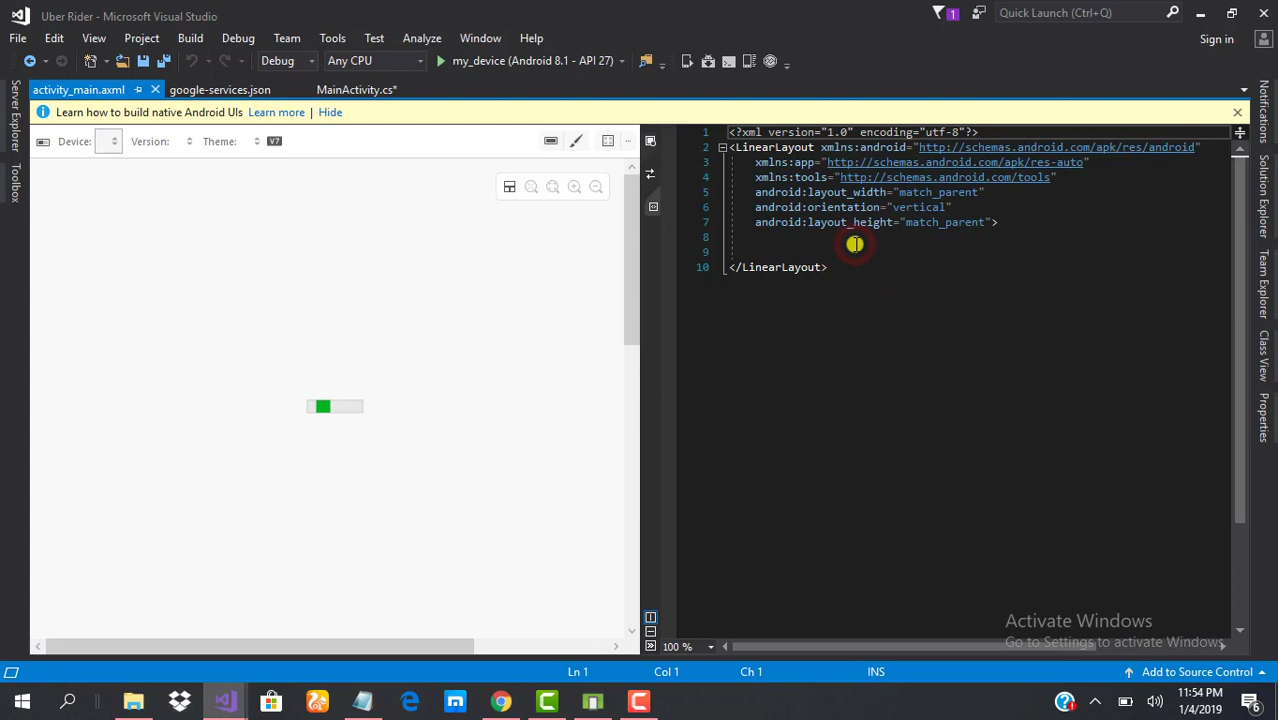 Uber Rider - Microsoft Visual Studio
1
Quick Launch (Ctrl+Q)
File Edit View Project Build Debug Team Tools Test Analyze Window Help
Sign in
Debug
Any CPU
my_device (Android 8.1 - API 27)
activity_main.axml
google-services.json
MainActivity.cs*
Learn how to build native Android UIs Learn more | Hide
Device:
Version:
Theme:
V7
Server Explorer
Toolbox
Notifications
Solution Explorer
Team Explorer
Class View
Properties
1 <?xml version="1.0" encoding="utf-8"?>
2 <LinearLayout xmlns:android="http://schemas.android.com/apk/res/android"
3 xmlns:app="http://schemas.android.com/apk/res-auto"
4 xmlns:tools="http://schemas.android.com/tools"
5 android:layout_width="match_parent"
6 android:orientation="vertical"
7 android:layout_height="match_parent">
8
9
10 </LinearLayout>
Activate Windows
Go to Settings to activate Windows.
100 %
Ln 1
Col 1
Ch 1
INS
Add to Source Control
11:54 PM
1/4/2019
6